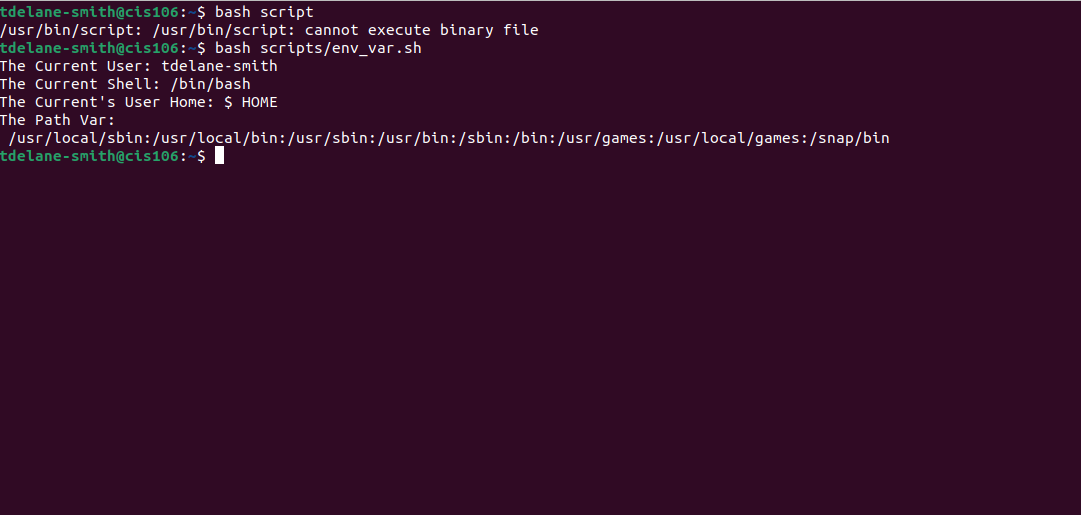 tdelane-smith@cis106:~$ bash script
/usr/bin/script: /usr/bin/script: cannot execute binary file
tdelane-smith@cis106:~$ bash scripts/env_var.sh
The Current User: tdelane-smith
The Current Shell: /bin/bash
The Current's User Home: $ HOME
The Path Var:
 /usr/local/sbin:/usr/local/bin:/usr/sbin:/usr/bin:/sbin:/bin:/usr/games:/usr/local/games:/snap/bin
tdelane-smith@cis106:~$